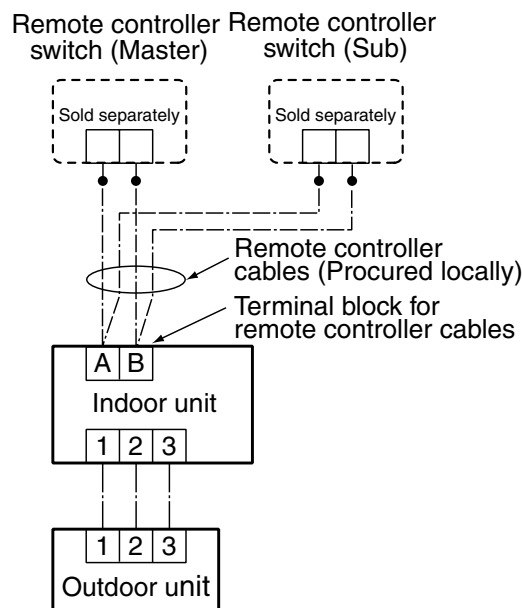 Remote controller
switch (Master)
Remote controller
switch (Sub)
Sold separately
Sold separately
Remote controller
cables (Procured locally)
Terminal block for
remote controller cables
A B
Indoor unit
1 2 3
1 2 3
Outdoor unit